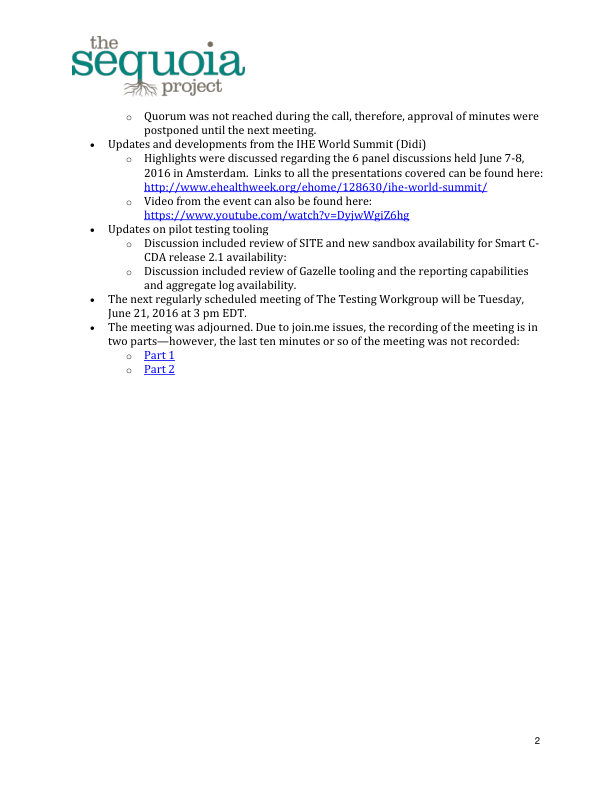 the
sequoia
project
o Quorum was not reached during the call, therefore, approval of minutes were
postponed until the next meeting.
• Updates and developments from the IHE World Summit (Didi)
o Highlights were discussed regarding the 6 panel discussions held June 7-8,
2016 in Amsterdam.  Links to all the presentations covered can be found here:
http://www.ehealthweek.org/ehome/128630/ihe-world-summit/
o Video from the event can also be found here:
https://www.youtube.com/watch?v=DyjwWgiZ6hg
• Updates on pilot testing tooling
o Discussion included review of SITE and new sandbox availability for Smart C-
CDA release 2.1 availability:
o Discussion included review of Gazelle tooling and the reporting capabilities
and aggregate log availability.
• The next regularly scheduled meeting of The Testing Workgroup will be Tuesday,
June 21, 2016 at 3 pm EDT.
• The meeting was adjourned. Due to join.me issues, the recording of the meeting is in
two parts—however, the last ten minutes or so of the meeting was not recorded:
o Part 1
o Part 2
2